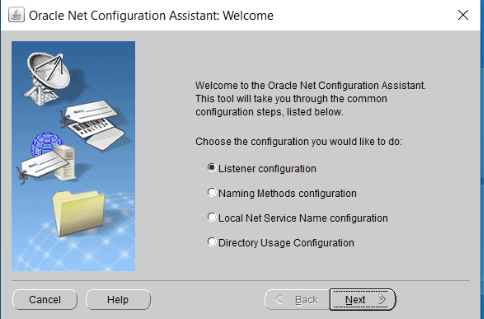 Oracle Net Configuration Assistant: Welcome
Welcome to the Oracle Net Configuration Assistant.
This tool will take you through the common
configuration steps, listed below.
Choose the configuration you would like to do:
Listener configuration
Naming Methods configuration
Local Net Service Name configuration
Directory Usage Configuration
Cancel
Help
Back
Next